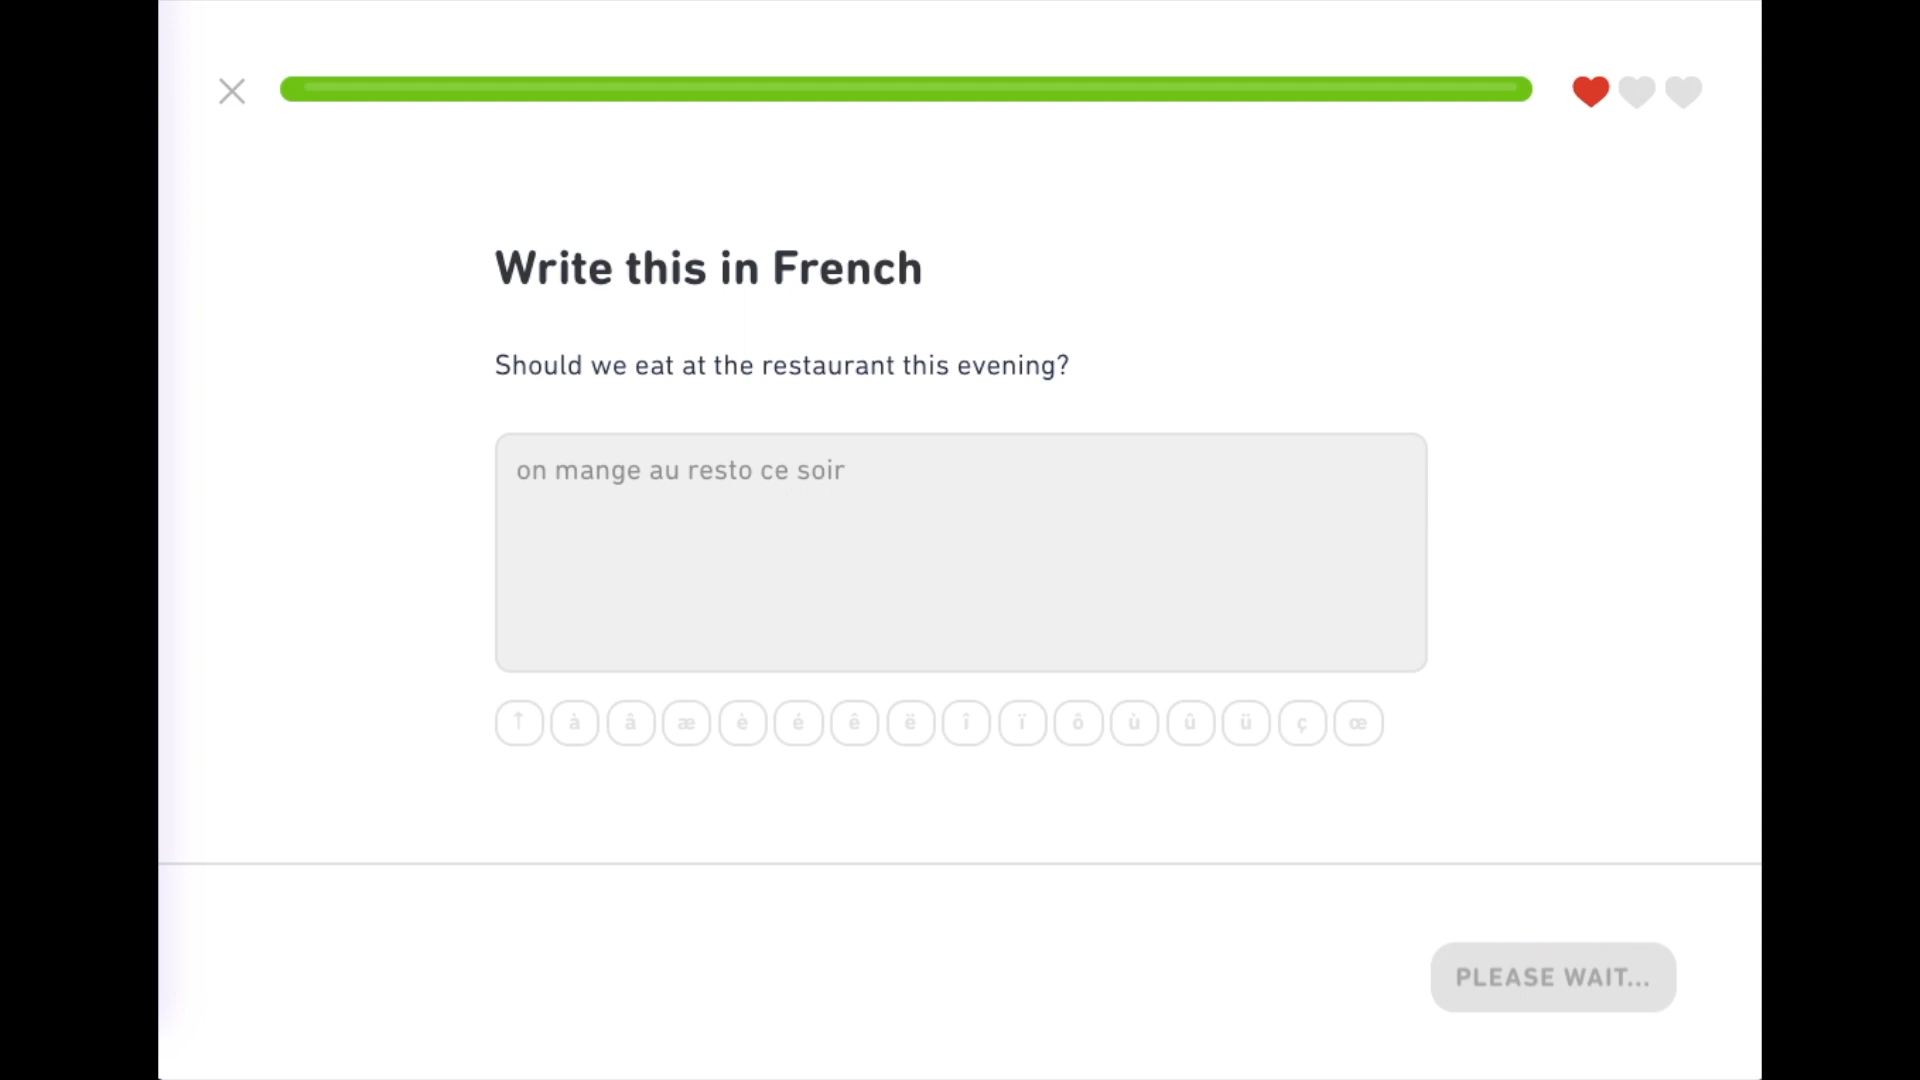 Write this in French
Should we eat at the restaurant this evening?
on mange au resto ce soir
↑ à â æ è é ê ë î ï ô ù û ü ç œ
PLEASE WAIT...